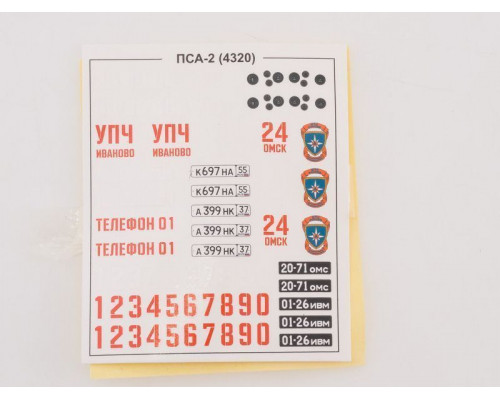 ПСА-2 (4320)
УПЧ УПЧ 24
ИВАНОВО ИВАНОВО ОМСК
К697НА 55
К697НА 55
А399НК 37
ТЕЛЕФОН 01 А399НК 37 24
ТЕЛЕФОН 01 А399НК 37 ОМСК
20-71 ОМС
20-71 ОМС
01-26 ИВМ
01-26 ИВМ
01-26 ИВМ
1234567890
1234567890